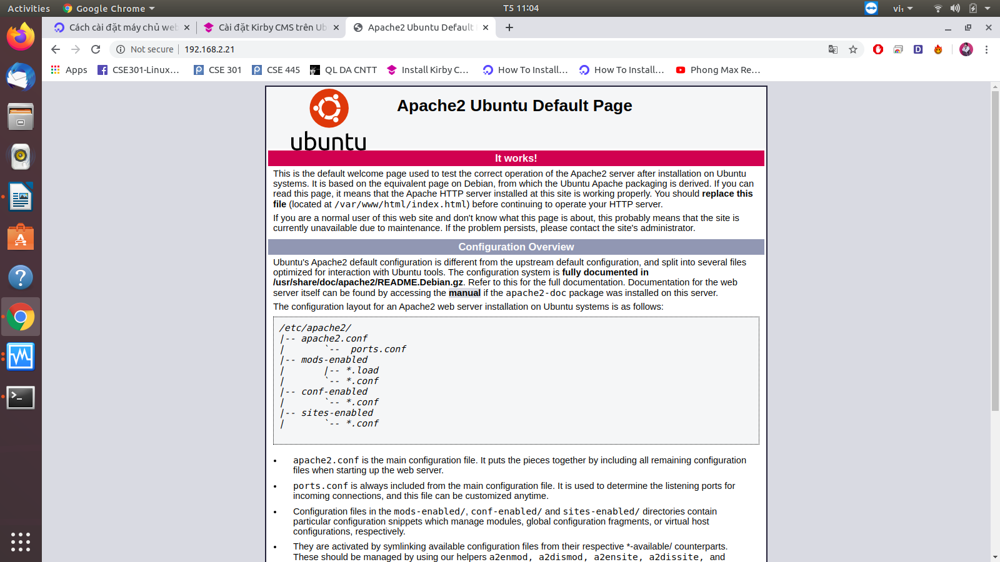 Activities Google Chrome T5 11:04 vi₁
Cách cài đặt máy chủ web Cài đặt Kirby CMS trên Ub Apache2 Ubuntu Default
Not secure 192.168.2.21
Apps CSE301-Linux... CSE 301 CSE 445 QL DA CNTT Install Kirby C... How To Install... How To Install... Phong Max Re...
ubuntu
Apache2 Ubuntu Default Page
It works!
This is the default welcome page used to test the correct operation of the Apache2 server after installation on Ubuntu
systems. It is based on the equivalent page on Debian, from which the Ubuntu Apache packaging is derived. If you can
read this page, it means that the Apache HTTP server installed at this site is working properly. You should replace this
file (located at /var/www/html/index.html) before continuing to operate your HTTP server.
If you are a normal user of this web site and don't know what this page is about, this probably means that the site is
currently unavailable due to maintenance. If the problem persists, please contact the site's administrator.
Configuration Overview
Ubuntu's Apache2 default configuration is different from the upstream default configuration, and split into several files
optimized for interaction with Ubuntu tools. The configuration system is fully documented in
/usr/share/doc/apache2/README.Debian.gz. Refer to this for the full documentation. Documentation for the web
server itself can be found by accessing the manual if the apache2-doc package was installed on this server.
The configuration layout for an Apache2 web server installation on Ubuntu systems is as follows:
/etc/apache2/
|-- apache2.conf
|       `--  ports.conf
|-- mods-enabled
|       |-- *.load
|       `-- *.conf
|-- conf-enabled
|       `-- *.conf
|-- sites-enabled
|       `-- *.conf
• apache2.conf is the main configuration file. It puts the pieces together by including all remaining configuration
files when starting up the web server.
• ports.conf is always included from the main configuration file. It is used to determine the listening ports for
incoming connections, and this file can be customized anytime.
• Configuration files in the mods-enabled/, conf-enabled/ and sites-enabled/ directories contain
particular configuration snippets which manage modules, global configuration fragments, or virtual host
configurations, respectively.
• They are activated by symlinking available configuration files from their respective *-available/ counterparts.
These should be managed by using our helpers a2enmod, a2dismod, a2ensite, a2dissite, and